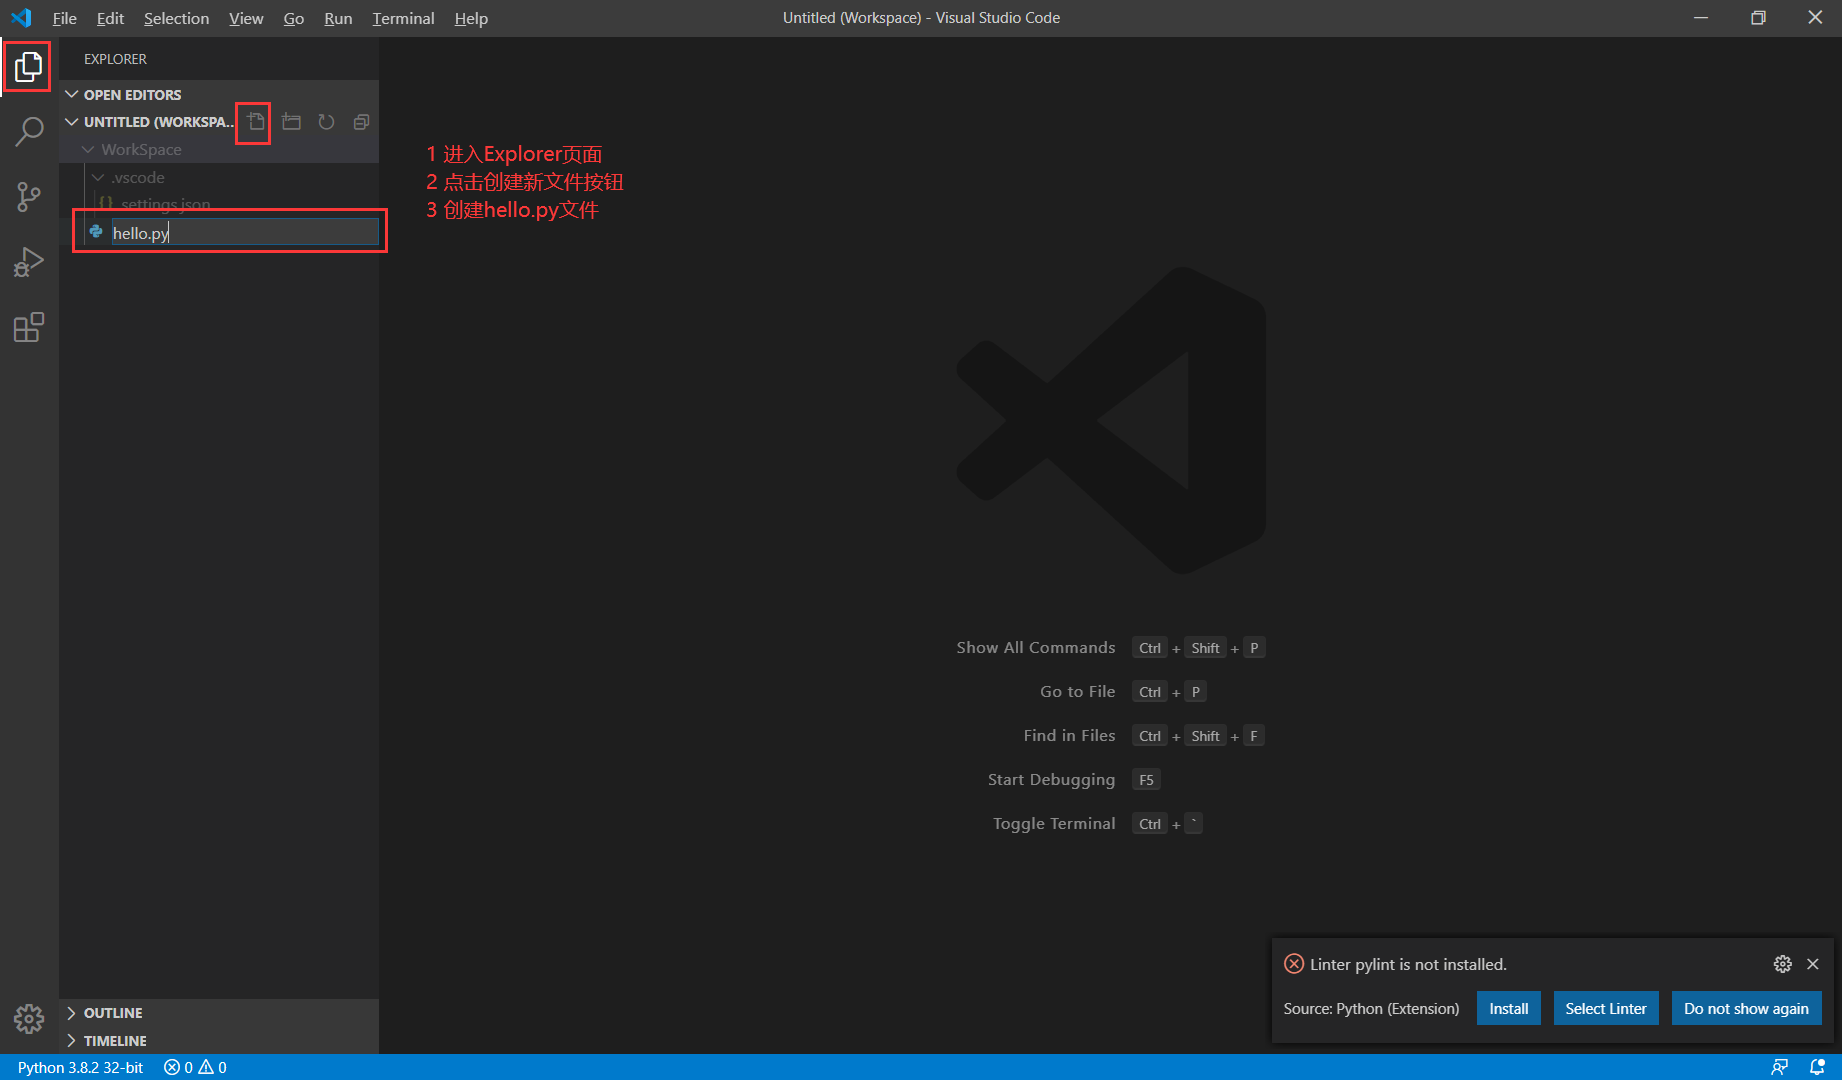 File Edit Selection View Go Run Terminal Help
Untitled (Workspace) - Visual Studio Code
EXPLORER
OPEN EDITORS
UNTITLED (WORKSPA...
WorkSpace
.vscode
{} settings.json
hello.py
1 进入Explorer页面
2 点击创建新文件按钮
3 创建hello.py文件
Show All Commands Ctrl + Shift + P
Go to File Ctrl + P
Find in Files Ctrl + Shift + F
Start Debugging F5
Toggle Terminal Ctrl + `
Linter pylint is not installed.
Source: Python (Extension) Install Select Linter Do not show again
OUTLINE
TIMELINE
Python 3.8.2 32-bit 0 0